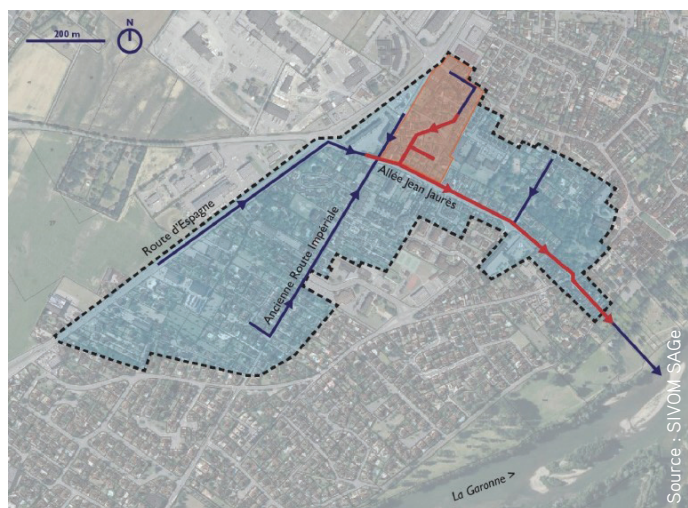 200 m
N
Route d'Espagne
Ancienne Route Impériale
Allée Jean Jaurès
La Garonne >
Source : SIVOM SAGe